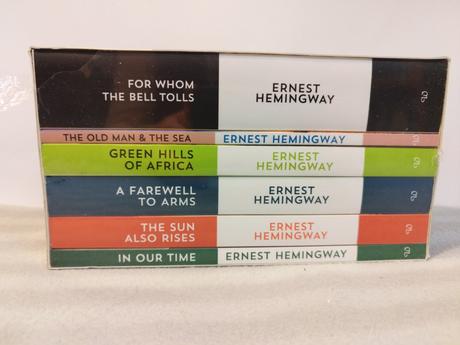 FOR WHOM
THE BELL TOLLS
ERNEST
HEMINGWAY
THE OLD MAN & THE SEA
ERNEST HEMINGWAY
GREEN HILLS
OF AFRICA
ERNEST
HEMINGWAY
A FAREWELL
TO ARMS
ERNEST
HEMINGWAY
THE SUN
ALSO RISES
ERNEST
HEMINGWAY
IN OUR TIME
ERNEST HEMINGWAY